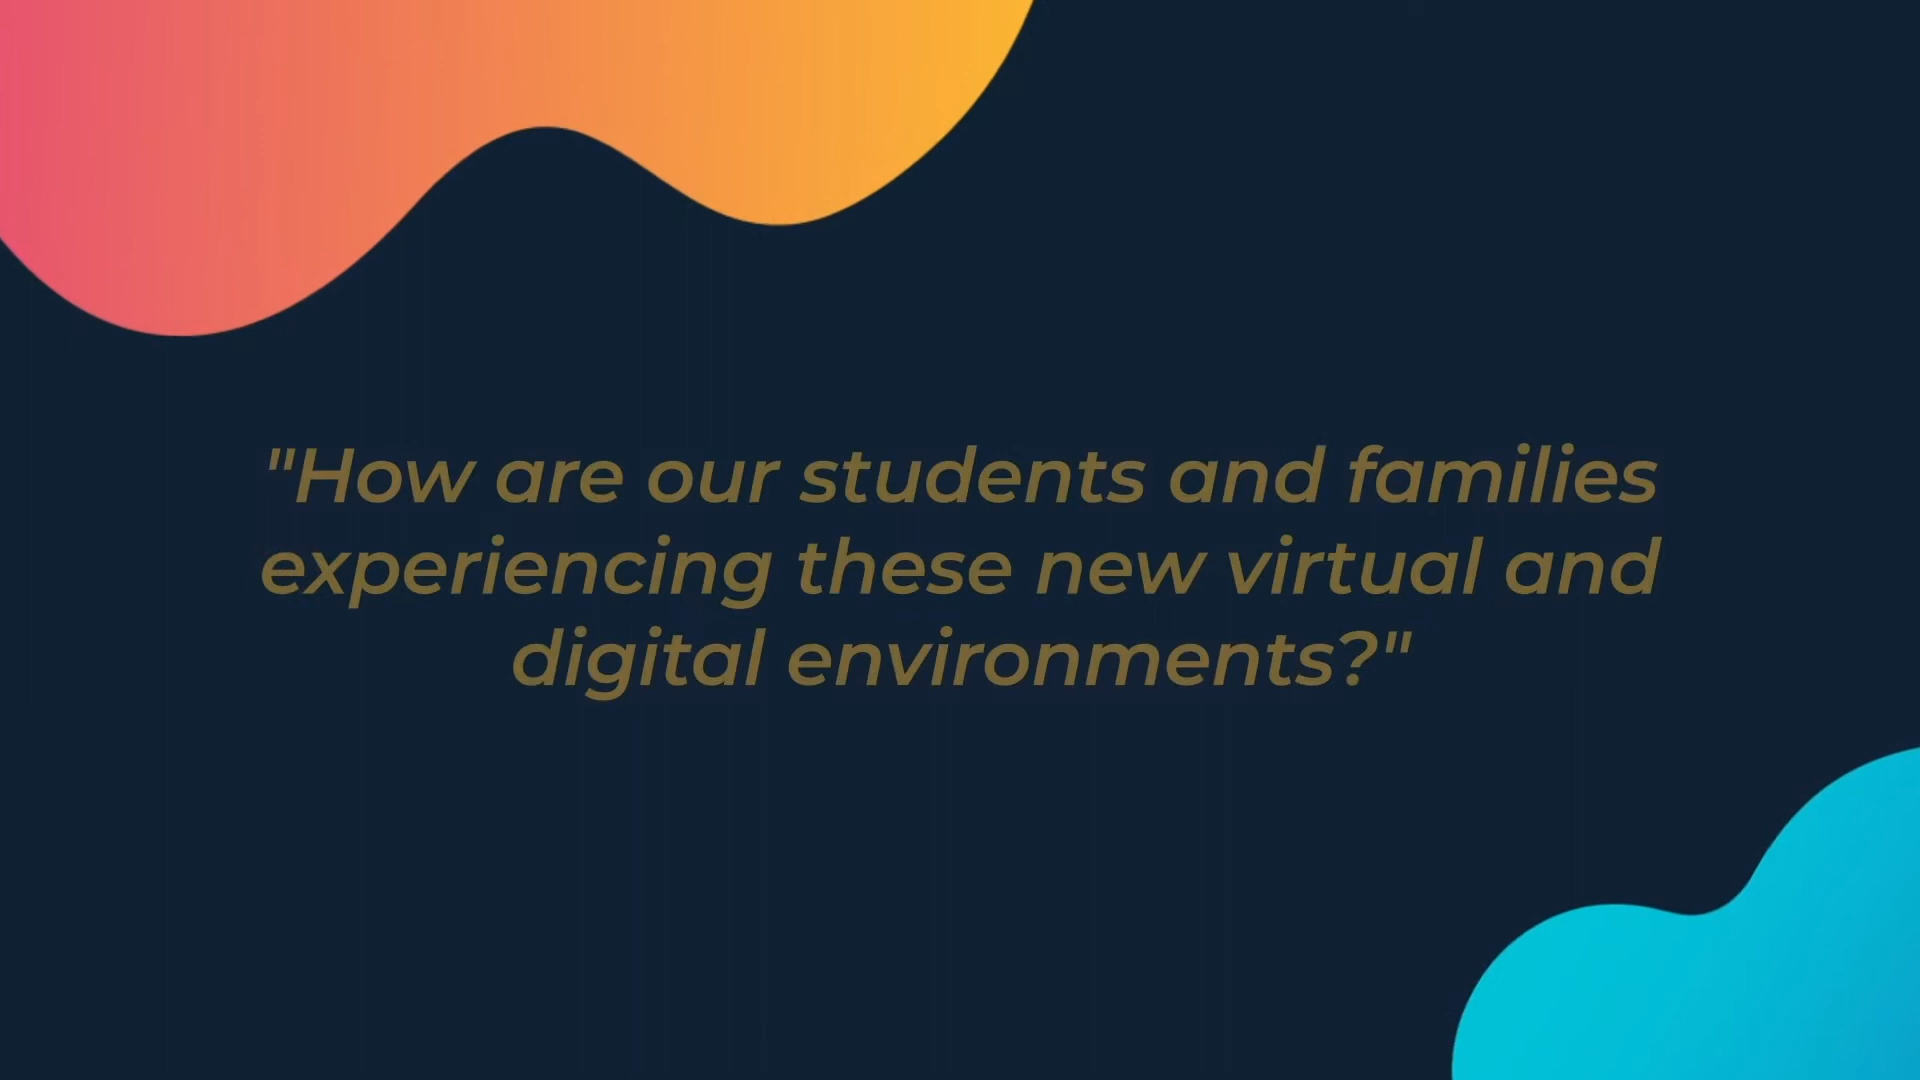 "How are our students and families
experiencing these new virtual and
digital environments?"